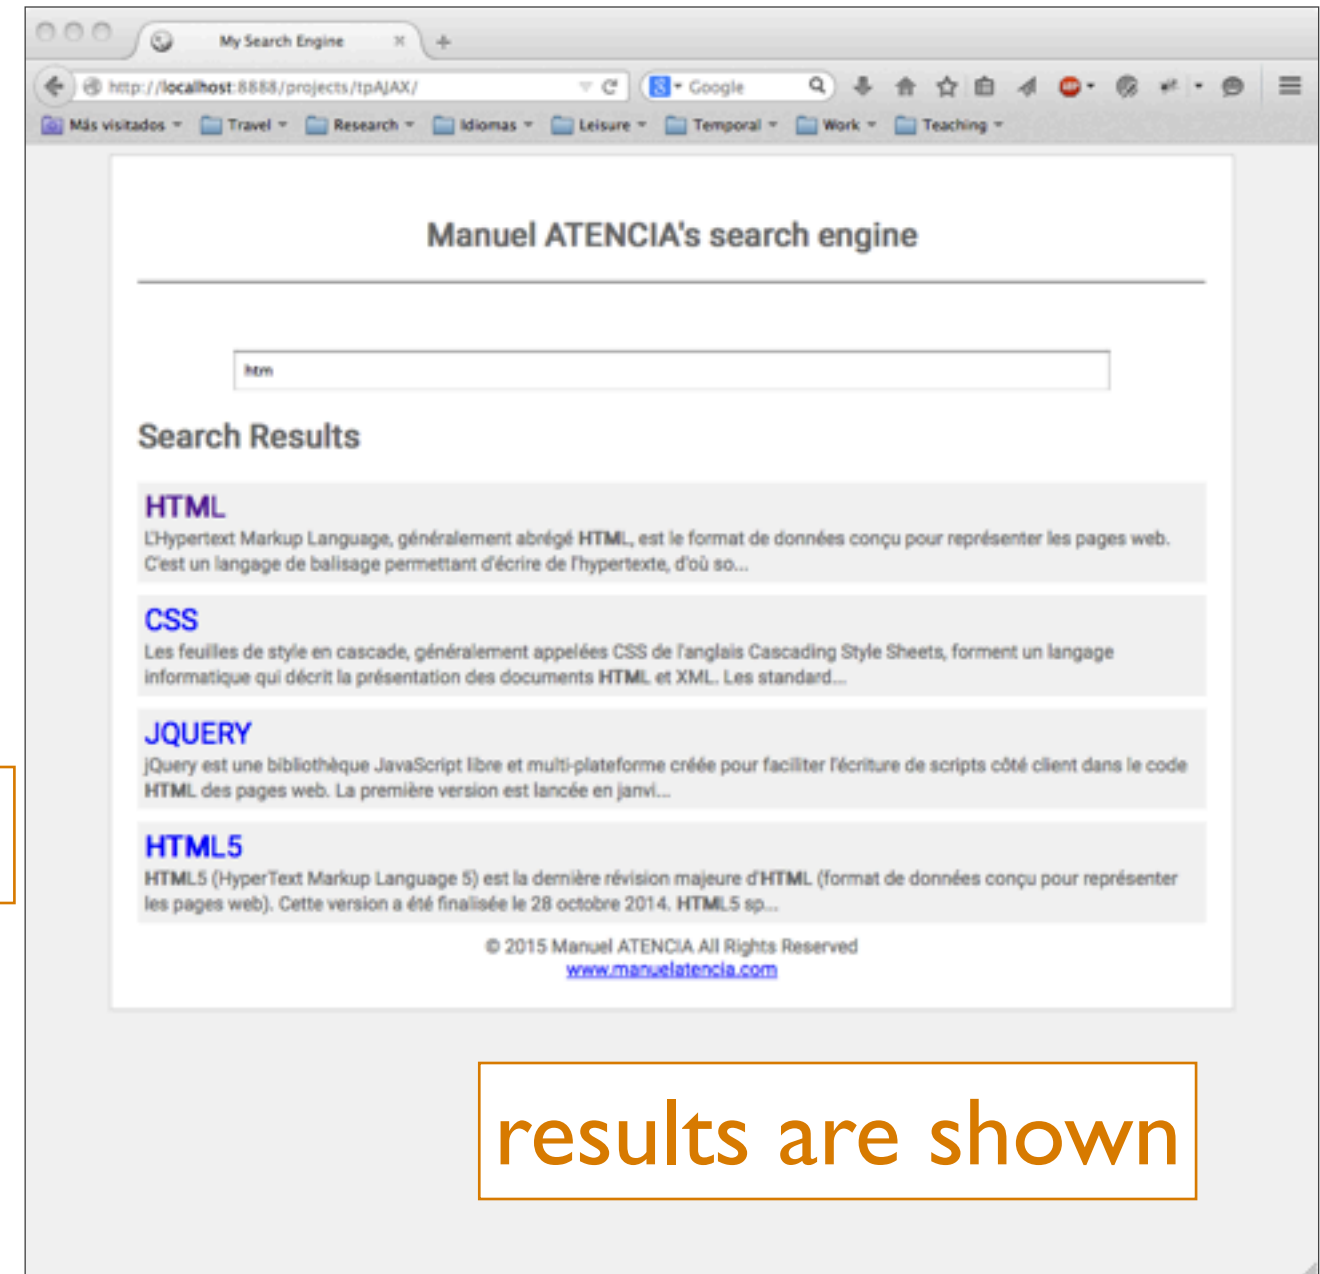 My Search Engine
http://localhost:8888/projects/tpAJAX/
Google
Más visitados Travel Research Idiomas Leisure Temporal Work Teaching
Manuel ATENCIA's search engine
htm
Search Results
HTML
L'Hypertext Markup Language, généralement abrégé HTML, est le format de données conçu pour représenter les pages web.
C'est un langage de balisage permettant d'écrire de l'hypertexte, d'où so...
CSS
Les feuilles de style en cascade, généralement appelées CSS de l'anglais Cascading Style Sheets, forment un langage
informatique qui décrit la présentation des documents HTML et XML. Les standard...
JQUERY
jQuery est une bibliothèque JavaScript libre et multi-plateforme créée pour faciliter l'écriture de scripts côté client dans le code
HTML des pages web. La première version est lancée en janvi...
HTML5
HTML5 (HyperText Markup Language 5) est la dernière révision majeure d'HTML (format de données conçu pour représenter
les pages web). Cette version a été finalisée le 28 octobre 2014. HTML5 sp...
© 2015 Manuel ATENCIA All Rights Reserved
www.manuelatencia.com
results are shown